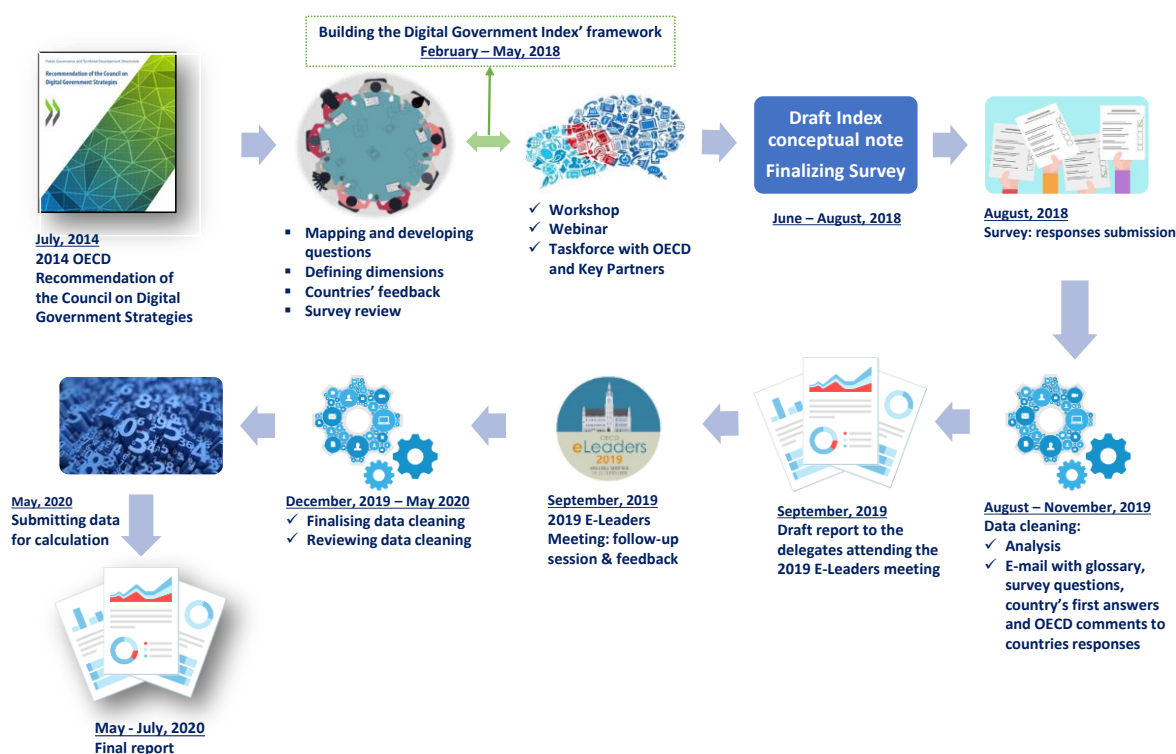 Building the Digital Government Index' framework
February – May, 2018
Recommendation of the Council on
Digital Government Strategies
July, 2014
2014 OECD
Recommendation of
the Council on Digital
Government Strategies
▪ Mapping and developing
questions
▪ Defining dimensions
▪ Countries' feedback
▪ Survey review
✓ Workshop
✓ Webinar
✓ Taskforce with OECD
and Key Partners
Draft Index
conceptual note
Finalizing Survey
June – August, 2018
August, 2018
Survey: responses submission
August – November, 2019
Data cleaning:
✓ Analysis
✓ E-mail with glossary,
survey questions,
country's first answers
and OECD comments to
countries responses
September, 2019
Draft report to the
delegates attending the
2019 E-Leaders meeting
OECD
eLeaders
2019
September, 2019
2019 E-Leaders
Meeting: follow-up
session & feedback
December, 2019 – May 2020
✓ Finalising data cleaning
✓ Reviewing data cleaning
May, 2020
Submitting data
for calculation
May - July, 2020
Final report